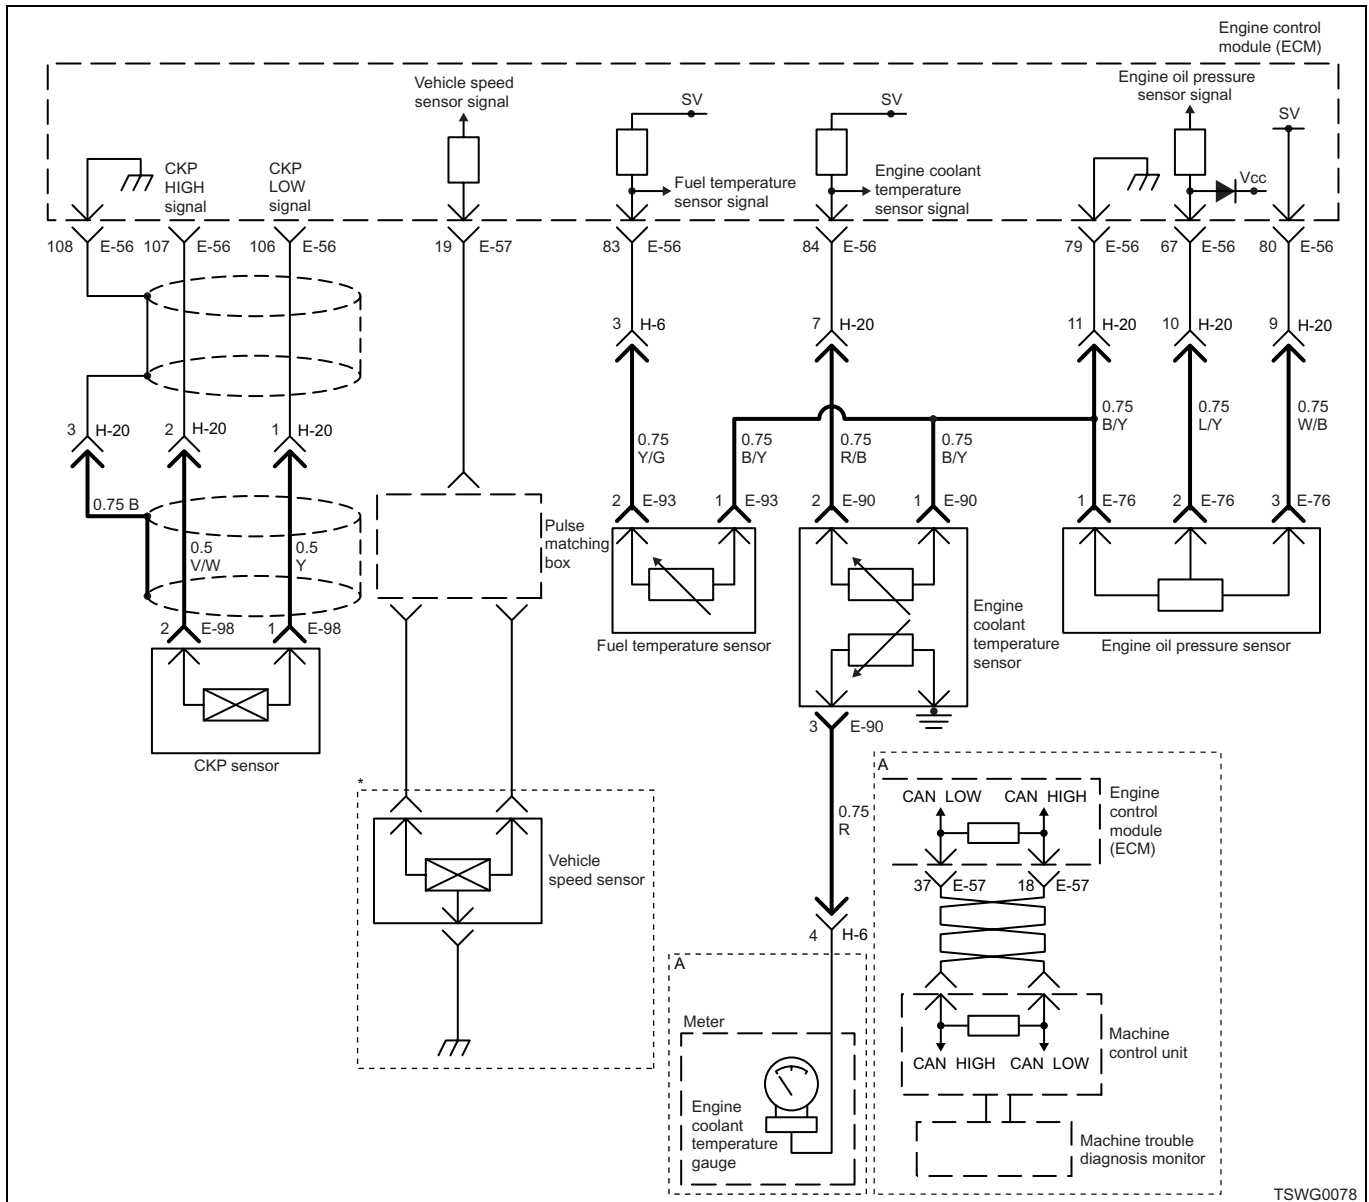 Engine control
module (ECM)
Vehicle speed
sensor signal
SV
SV
Engine oil pressure
sensor signal
SV
CKP
HIGH
signal
CKP
LOW
signal
Fuel temperature
sensor signal
Engine coolant
temperature
sensor signal
Vcc
108 E-56 107 E-56 106 E-56 19 E-57 83 E-56 84 E-56 79 E-56 67 E-56 80 E-56
3 H-6 7 H-20 11 H-20 10 H-20 9 H-20
3 H-20 2 H-20 1 H-20
0.75
Y/G
0.75
B/Y
0.75
R/B
0.75
B/Y
0.75
B/Y
0.75
L/Y
0.75
W/B
0.75 B
2 E-93 1 E-93 2 E-90 1 E-90 1 E-76 2 E-76 3 E-76
0.5
V/W
0.5
Y
Pulse
matching
box
2 E-98 1 E-98
Fuel temperature sensor
Engine
coolant
temperature
sensor
Engine oil pressure sensor
CKP sensor
3 E-90
*
Vehicle
speed sensor
0.75
R
4 H-6
A
Meter
Engine
coolant
temperature
gauge
A
CAN LOW CAN HIGH
Engine
control
module
(ECM)
37 E-57 18 E-57
CAN HIGH CAN LOW
Machine
control unit
Machine trouble
diagnosis monitor
TSWG0078